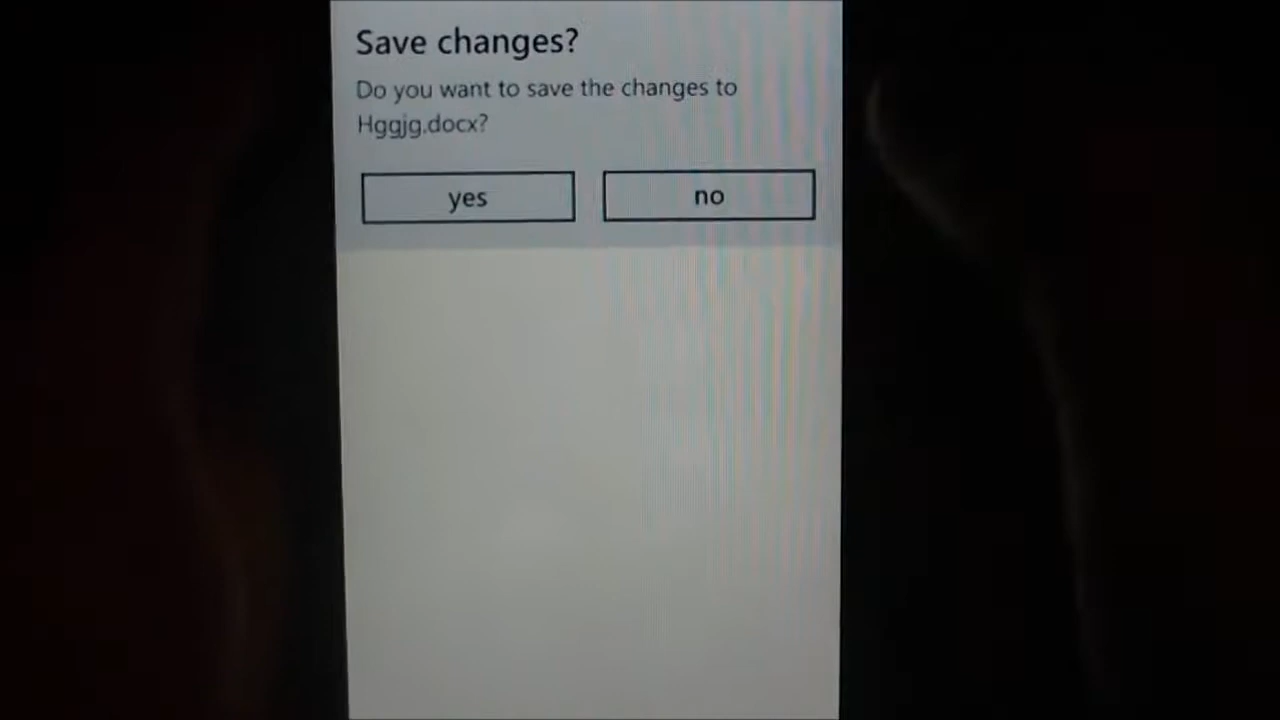 Save changes?
Do you want to save the changes to
Hggjg.docx?
yes
no